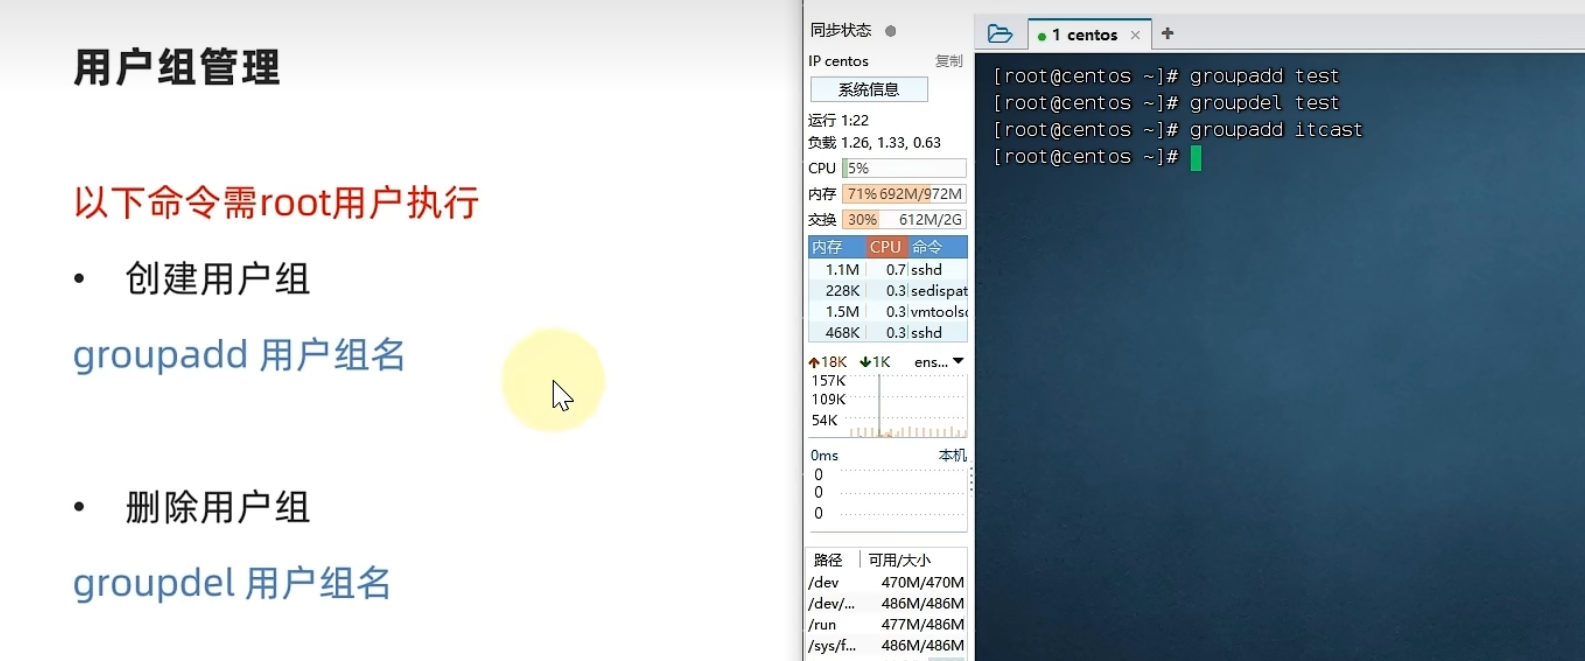 用户组管理
以下命令需root用户执行
• 创建用户组
groupadd 用户组名
• 删除用户组
groupdel 用户组名
同步状态
IP centos 复制
系统信息
运行 1:22
负载 1.26, 1.33, 0.63
CPU 5%
内存 71% 692M/972M
交换 30% 612M/2G
内存 CPU 命令
1.1M 0.7 sshd
228K 0.3 sedispat
1.5M 0.3 vmtoolsd
468K 0.3 sshd
18K 1K ens...
157K
109K
54K
0ms 本机
0
0
0
路径 可用/大小
/dev 470M/470M
/dev/... 486M/486M
/run 477M/486M
/sys/f... 486M/486M
1 centos × +
[root@centos ~]# groupadd test
[root@centos ~]# groupdel test
[root@centos ~]# groupadd itcast
[root@centos ~]#